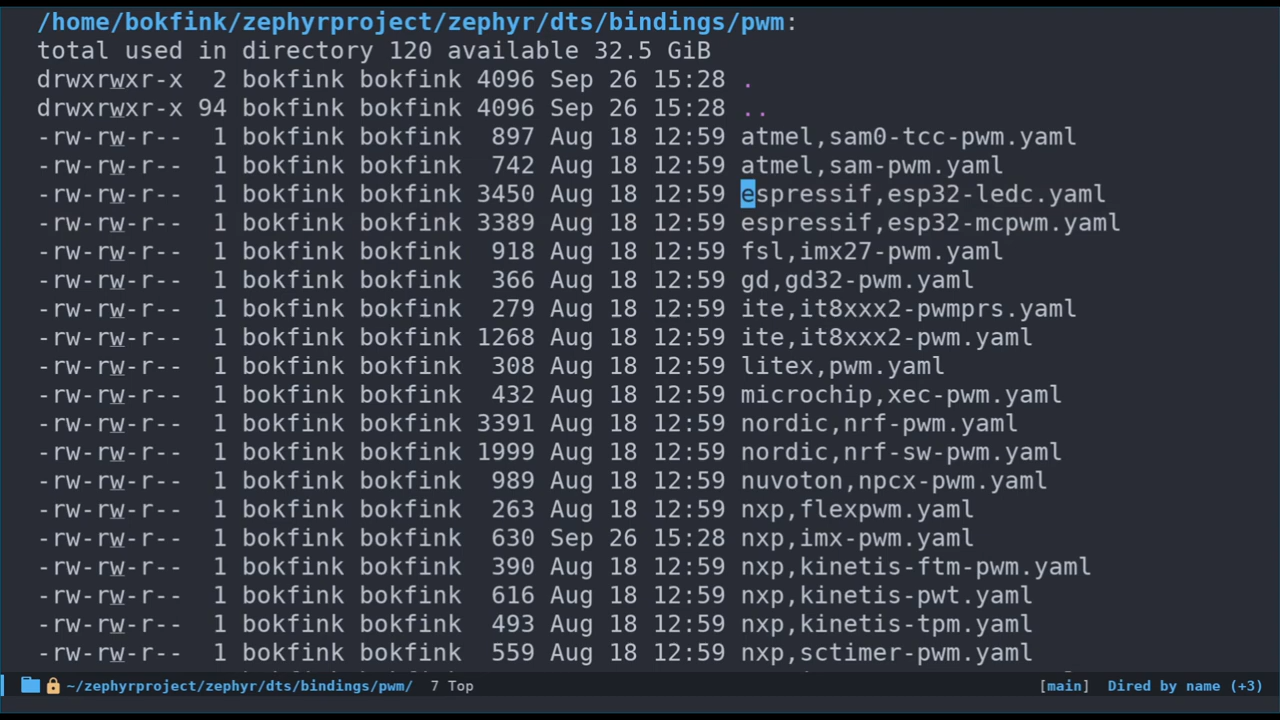 /home/bokfink/zephyrproject/zephyr/dts/bindings/pwm:
total used in directory 120 available 32.5 GiB
drwxrwxr-x  2 bokfink bokfink 4096 Sep 26 15:28 .
drwxrwxr-x 94 bokfink bokfink 4096 Sep 26 15:28 ..
-rw-rw-r--  1 bokfink bokfink  897 Aug 18 12:59 atmel,sam0-tcc-pwm.yaml
-rw-rw-r--  1 bokfink bokfink  742 Aug 18 12:59 atmel,sam-pwm.yaml
-rw-rw-r--  1 bokfink bokfink 3450 Aug 18 12:59 espressif,esp32-ledc.yaml
-rw-rw-r--  1 bokfink bokfink 3389 Aug 18 12:59 espressif,esp32-mcpwm.yaml
-rw-rw-r--  1 bokfink bokfink  918 Aug 18 12:59 fsl,imx27-pwm.yaml
-rw-rw-r--  1 bokfink bokfink  366 Aug 18 12:59 gd,gd32-pwm.yaml
-rw-rw-r--  1 bokfink bokfink  279 Aug 18 12:59 ite,it8xxx2-pwmprs.yaml
-rw-rw-r--  1 bokfink bokfink 1268 Aug 18 12:59 ite,it8xxx2-pwm.yaml
-rw-rw-r--  1 bokfink bokfink  308 Aug 18 12:59 litex,pwm.yaml
-rw-rw-r--  1 bokfink bokfink  432 Aug 18 12:59 microchip,xec-pwm.yaml
-rw-rw-r--  1 bokfink bokfink 3391 Aug 18 12:59 nordic,nrf-pwm.yaml
-rw-rw-r--  1 bokfink bokfink 1999 Aug 18 12:59 nordic,nrf-sw-pwm.yaml
-rw-rw-r--  1 bokfink bokfink  989 Aug 18 12:59 nuvoton,npcx-pwm.yaml
-rw-rw-r--  1 bokfink bokfink  263 Aug 18 12:59 nxp,flexpwm.yaml
-rw-rw-r--  1 bokfink bokfink  630 Sep 26 15:28 nxp,imx-pwm.yaml
-rw-rw-r--  1 bokfink bokfink  390 Aug 18 12:59 nxp,kinetis-ftm-pwm.yaml
-rw-rw-r--  1 bokfink bokfink  616 Aug 18 12:59 nxp,kinetis-pwt.yaml
-rw-rw-r--  1 bokfink bokfink  493 Aug 18 12:59 nxp,kinetis-tpm.yaml
-rw-rw-r--  1 bokfink bokfink  559 Aug 18 12:59 nxp,sctimer-pwm.yaml
~/zephyrproject/zephyr/dts/bindings/pwm/  7 Top [main] Dired by name (+3)